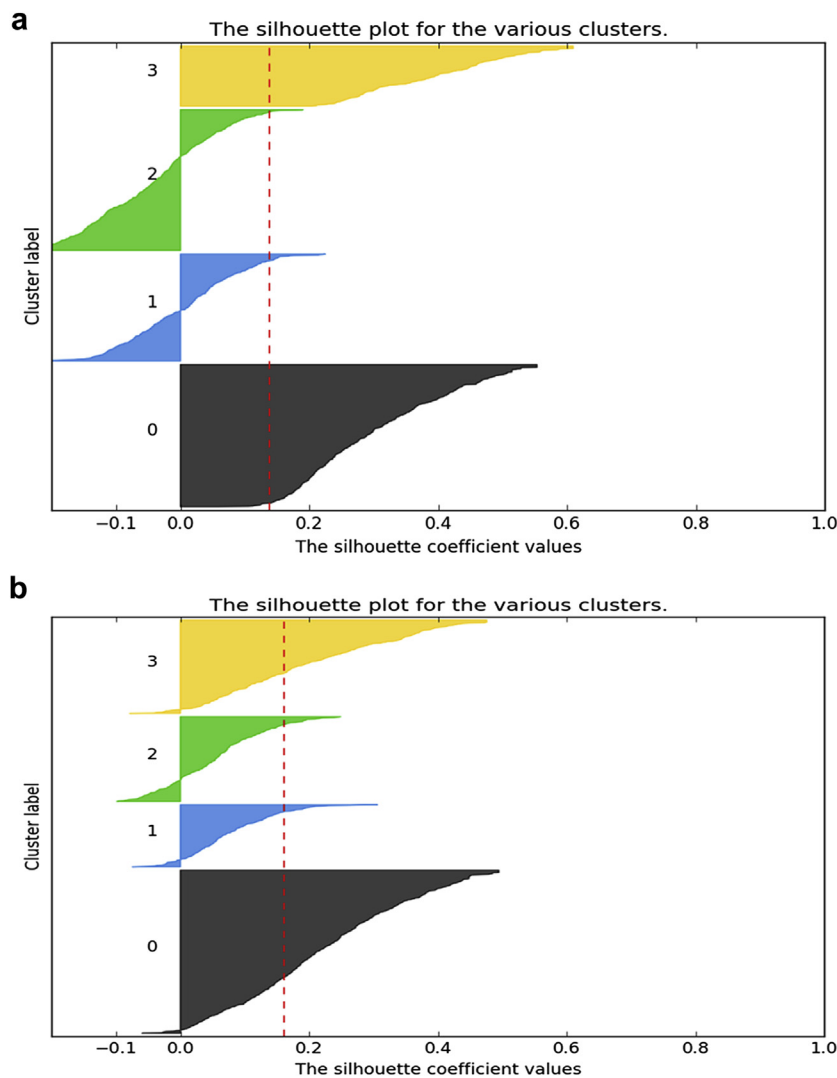 a
The silhouette plot for the various clusters.
3
2
1
0
Cluster label
−0.1 0.0 0.2 0.4 0.6 0.8 1.0
The silhouette coefficient values
b
The silhouette plot for the various clusters.
3
2
1
0
Cluster label
−0.1 0.0 0.2 0.4 0.6 0.8 1.0
The silhouette coefficient values